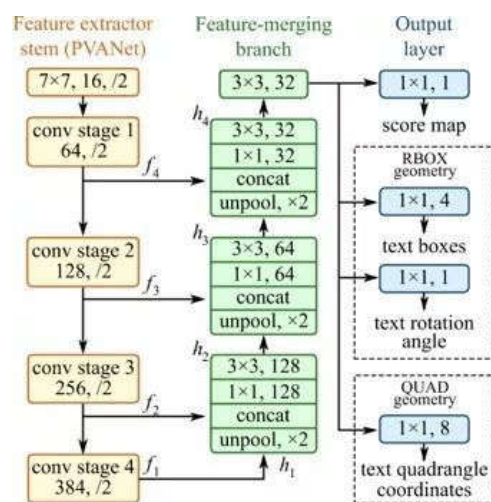 Feature extractor
stem (PVANet)
7×7, 16, /2
conv stage 1
64, /2
f4
conv stage 2
128, /2
f3
conv stage 3
256, /2
f2
conv stage 4
384, /2
f1
Feature-merging
branch
3×3, 32
h4
3×3, 32
1×1, 32
concat
unpool, ×2
h3
3×3, 64
1×1, 64
concat
unpool, ×2
h2
3×3, 128
1×1, 128
concat
unpool, ×2
h1
Output
layer
1×1, 1
score map
RBOX
geometry
1×1, 4
text boxes
1×1, 1
text rotation
angle
QUAD
geometry
1×1, 8
text quadrangle
coordinates